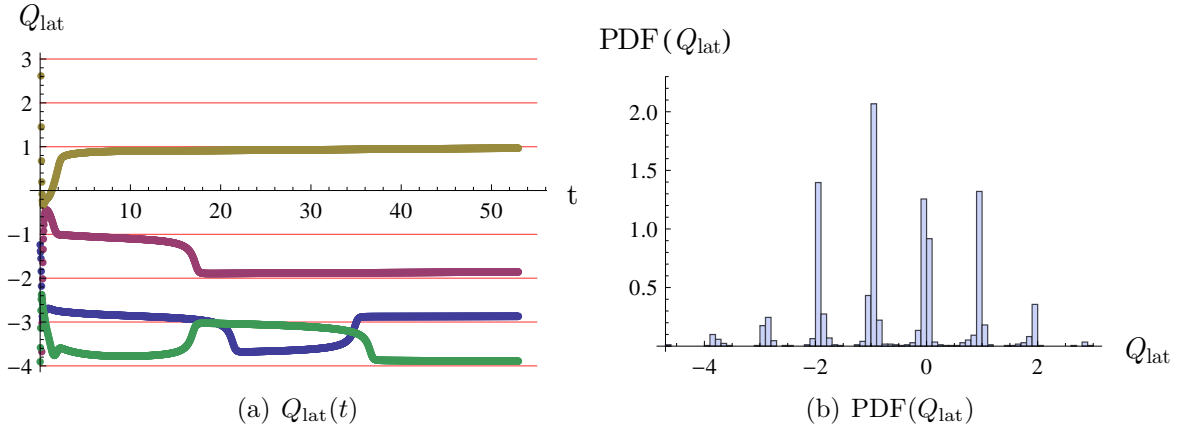 Q_lat
3
2
1
10 20 30 40 50 t
−1
−2
−3
−4
(a) Q_lat(t)
PDF(Q_lat)
2.0
1.5
1.0
0.5
−4 −2 0 2 Q_lat
(b) PDF(Q_lat)